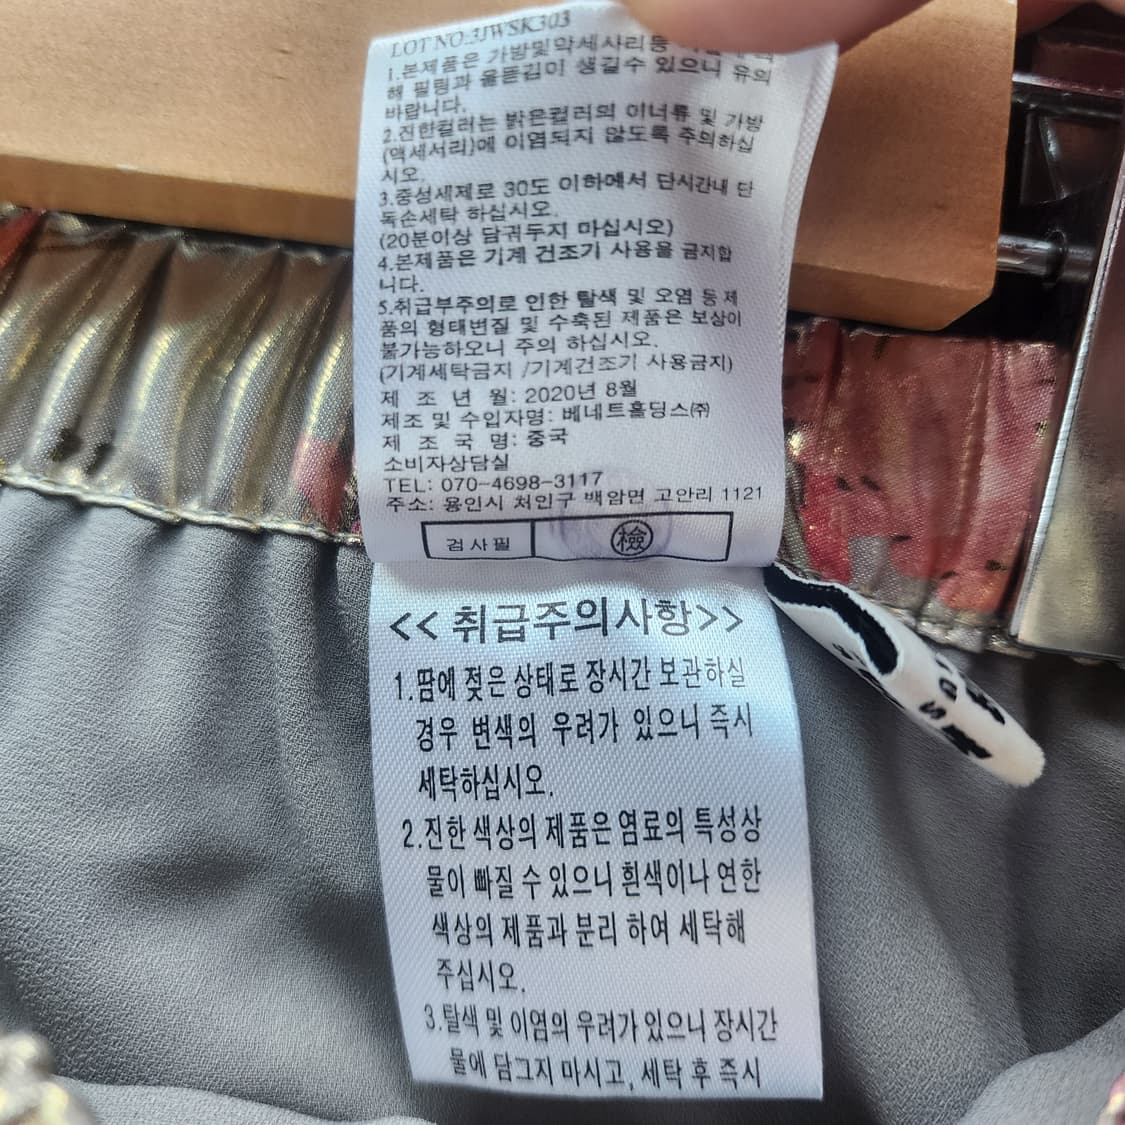 LOT NO:3JWSK303
1.본제품은 가방및악세사리등
해 필링과 올뜯김이 생길수 있으니 유의
바랍니다.
2.진한컬러는 밝은컬러의 이너류 및 가방
(액세서리)에 이염되지 않도록 주의하십
시오.
3.중성세제로 30도 이하에서 단시간내 단
독손세탁 하십시오.
(20분이상 담궈두지 마십시오)
4.본제품은 기계 건조기 사용을 금지합
니다.
5.취급부주의로 인한 탈색 및 오염 등제
품의 형태변질 및 수축된 제품은 보상이
불가능하오니 주의 하십시오.
(기계세탁금지 /기계건조기 사용금지)
제 조 년 월: 2020년 8월
제조 및 수입자명: 베네트홀딩스㈜
제 조 국 명: 중국
소비자상담실
TEL: 070-4698-3117
주소: 용인시 처인구 백암면 고안리 1121
검사필 檢
<< 취급주의사항>>
1.땀에 젖은 상태로 장시간 보관하실
경우 변색의 우려가 있으니 즉시
세탁하십시오.
2.진한 색상의 제품은 염료의 특성상
물이 빠질 수 있으니 흰색이나 연한
색상의 제품과 분리 하여 세탁해
주십시오.
3.탈색 및 이염의 우려가 있으니 장시간
물에 담그지 마시고, 세탁 후 즉시